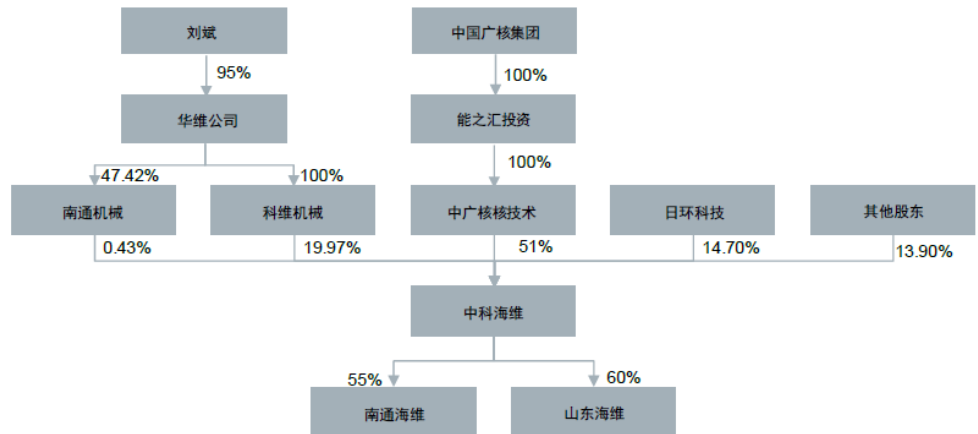 刘斌
中国广核集团
95%
100%
华维公司
能之汇投资
47.42%
100%
100%
南通机械
科维机械
中广核核技术
日环科技
其他股东
0.43%
19.97%
51%
14.70%
13.90%
中科海维
55%
60%
南通海维
山东海维